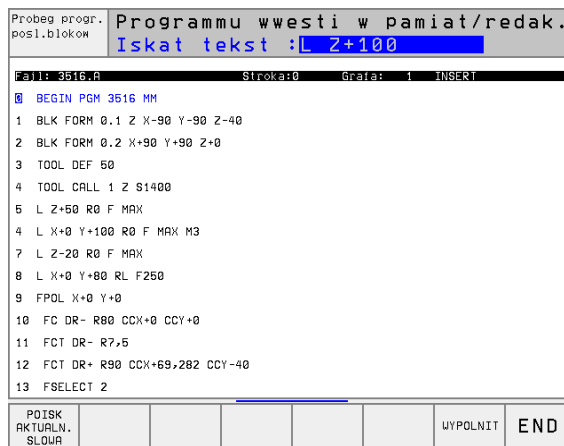 Probeg progr.
posl.blokow
Programmu wwesti w pamiat/redak.
Iskat tekst :L Z+100
Fajl: 3516.A Stroka:0 Grafa: 1 INSERT
0 BEGIN PGM 3516 MM
1 BLK FORM 0.1 Z X-90 Y-90 Z-40
2 BLK FORM 0.2 X+90 Y+90 Z+0
3 TOOL DEF 50
4 TOOL CALL 1 Z S1400
5 L Z+50 R0 F MAX
4 L X+0 Y+100 R0 F MAX M3
7 L Z-20 R0 F MAX
8 L X+0 Y+80 RL F250
9 FPOL X+0 Y+0
10 FC DR- R80 CCX+0 CCY+0
11 FCT DR- R7,5
12 FCT DR+ R90 CCX+69,282 CCY-40
13 FSELECT 2
POISK
AKTUALN.
SLOWA
WYPOLNIT
END